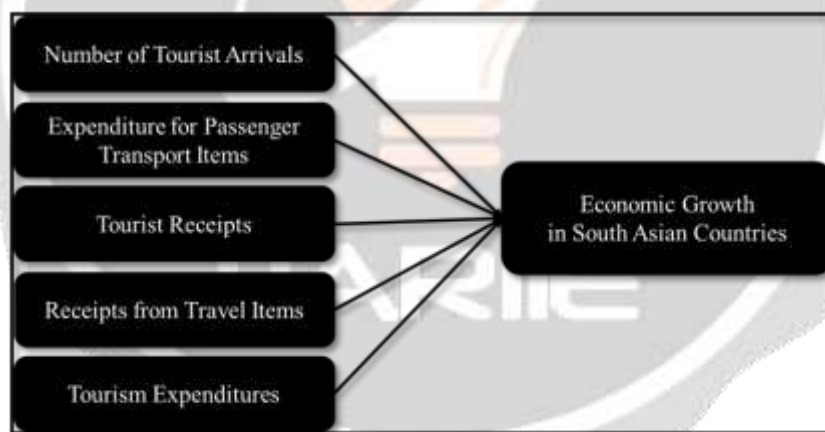 Number of Tourist Arrivals
Expenditure for Passenger
Transport Items
Tourist Receipts
Receipts from Travel Items
Tourism Expenditures
Economic Growth
in South Asian Countries